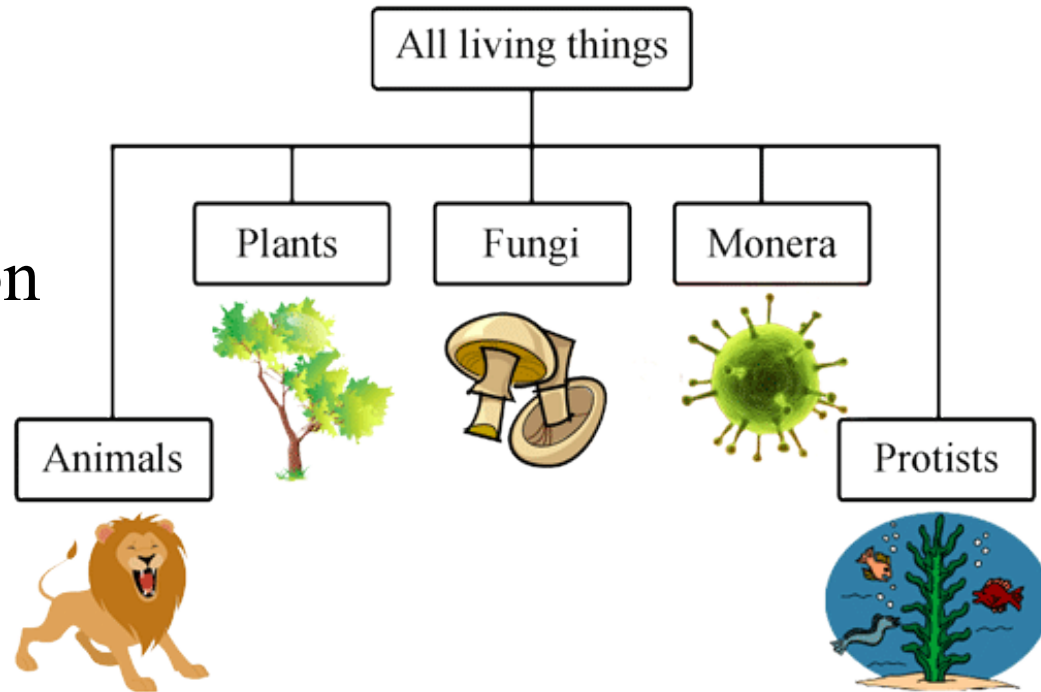 All living things
Plants
Fungi
Monera
Animals
Protists